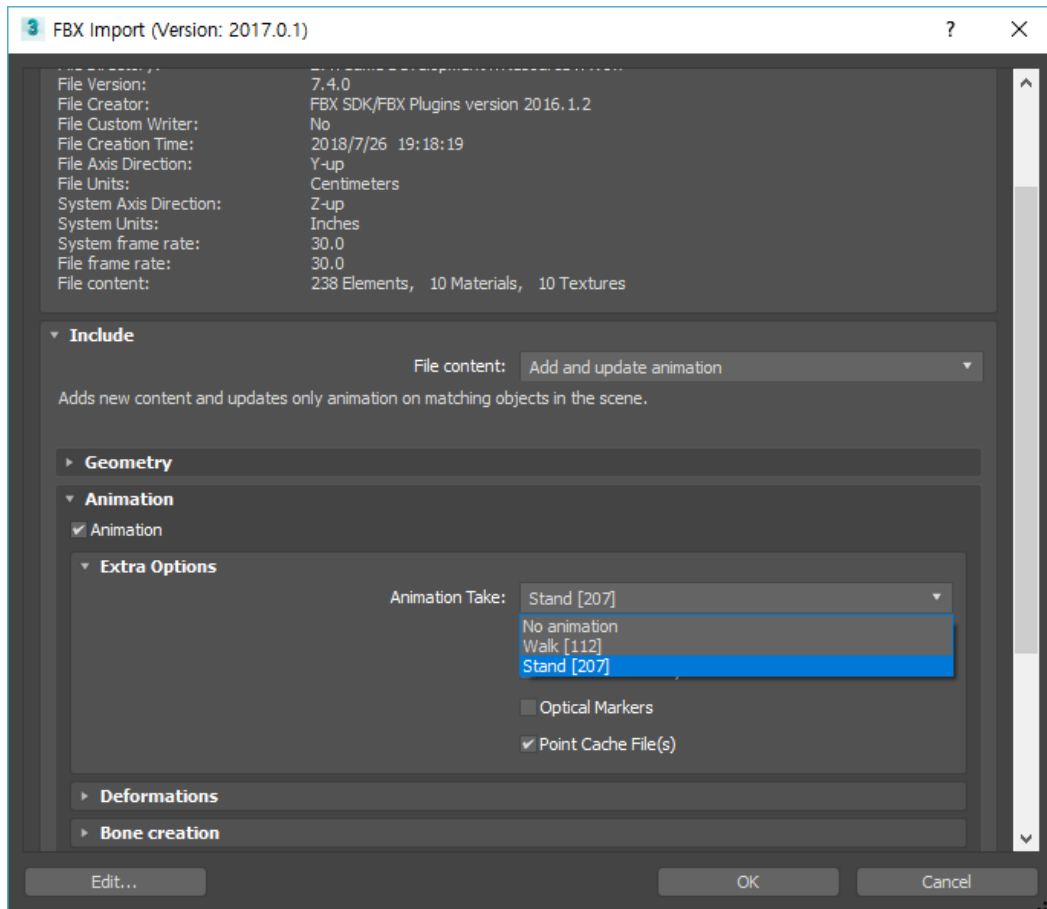 3 FBX Import (Version: 2017.0.1) ?
File Version: 7.4.0
File Creator: FBX SDK/FBX Plugins version 2016.1.2
File Custom Writer: No
File Creation Time: 2018/7/26 19:18:19
File Axis Direction: Y-up
File Units: Centimeters
System Axis Direction: Z-up
System Units: Inches
System frame rate: 30.0
File frame rate: 30.0
File content: 238 Elements, 10 Materials, 10 Textures
Include
File content: Add and update animation
Adds new content and updates only animation on matching objects in the scene.
Geometry
Animation
Animation
Extra Options
Animation Take: Stand [207]
No animation
Walk [112]
Stand [207]
Optical Markers
Point Cache File(s)
Deformations
Bone creation
Edit... OK Cancel